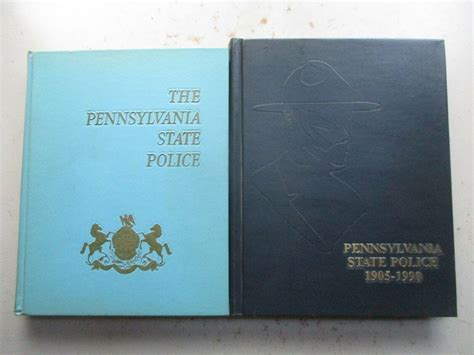 THE
PENNSYLVANIA
STATE
POLICE
PENNSYLVANIA
STATE POLICE
1905-1990